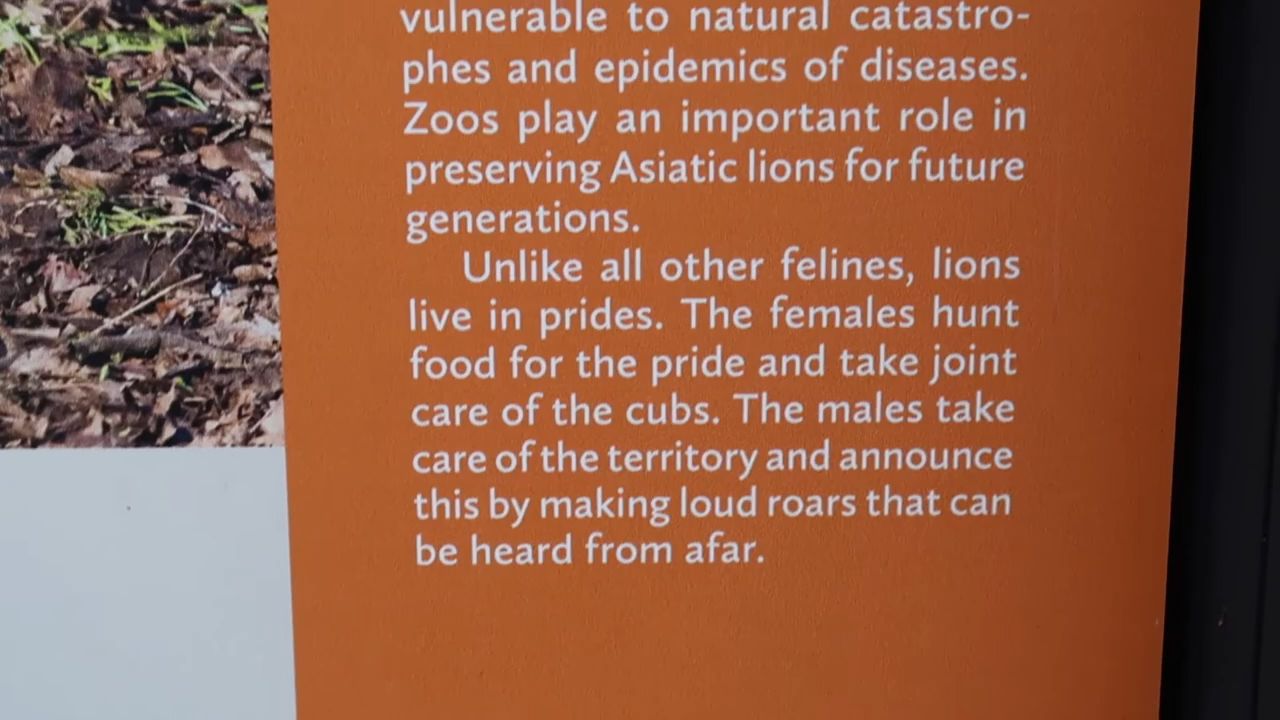 vulnerable to natural catastro-
phes and epidemics of diseases.
Zoos play an important role in
preserving Asiatic lions for future
generations.
Unlike all other felines, lions
live in prides. The females hunt
food for the pride and take joint
care of the cubs. The males take
care of the territory and announce
this by making loud roars that can
be heard from afar.